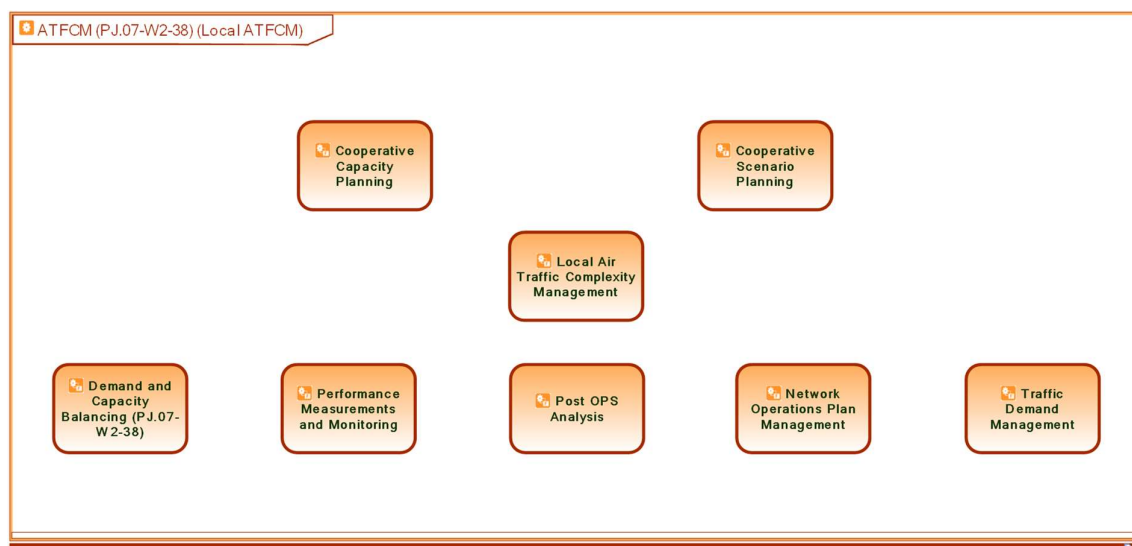 ATFCM (PJ.07-W2-38) (Local ATFCM)
Cooperative
Capacity
Planning
Cooperative
Scenario
Planning
Local Air
Traffic Complexity
Management
Demand and
Capacity
Balancing (PJ.07-
W2-38)
Performance
Measurements
and Monitoring
Post OPS
Analysis
Network
Operations Plan
Management
Traffic
Demand
Management